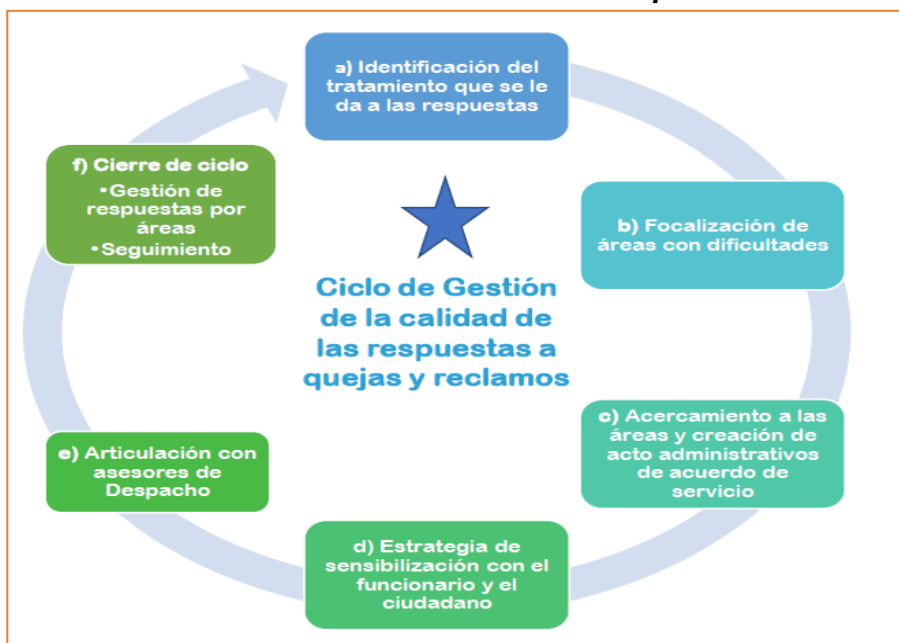 a) Identificación del
tratamiento que se le
da a las respuestas
b) Focalización de
áreas con dificultades
c) Acercamiento a las
áreas y creación de
acto administrativos
de acuerdo de
servicio
d) Estrategia de
sensibilización con el
funcionario y el
ciudadano
e) Articulación con
asesores de
Despacho
f) Cierre de ciclo
•Gestión de
respuestas por
áreas
•Seguimiento
Ciclo de Gestión
de la calidad de
las respuestas a
quejas y reclamos